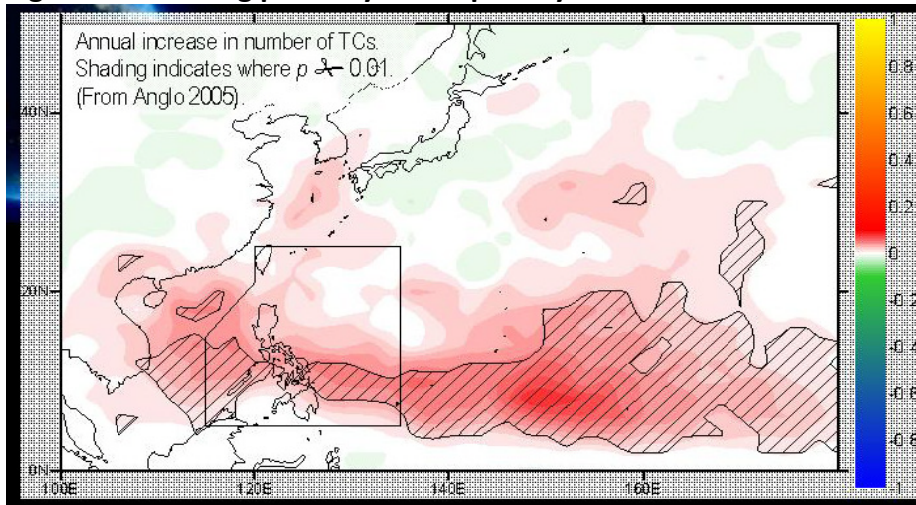 Annual increase in number of TCs.
Shading indicates where p 0.01.
(From Anglo 2005).
20N
0N
100E
120E
140E
160E
1
0.8
0.6
0.4
0.2
0
-0.2
-0.4
-0.6
-0.8
-1